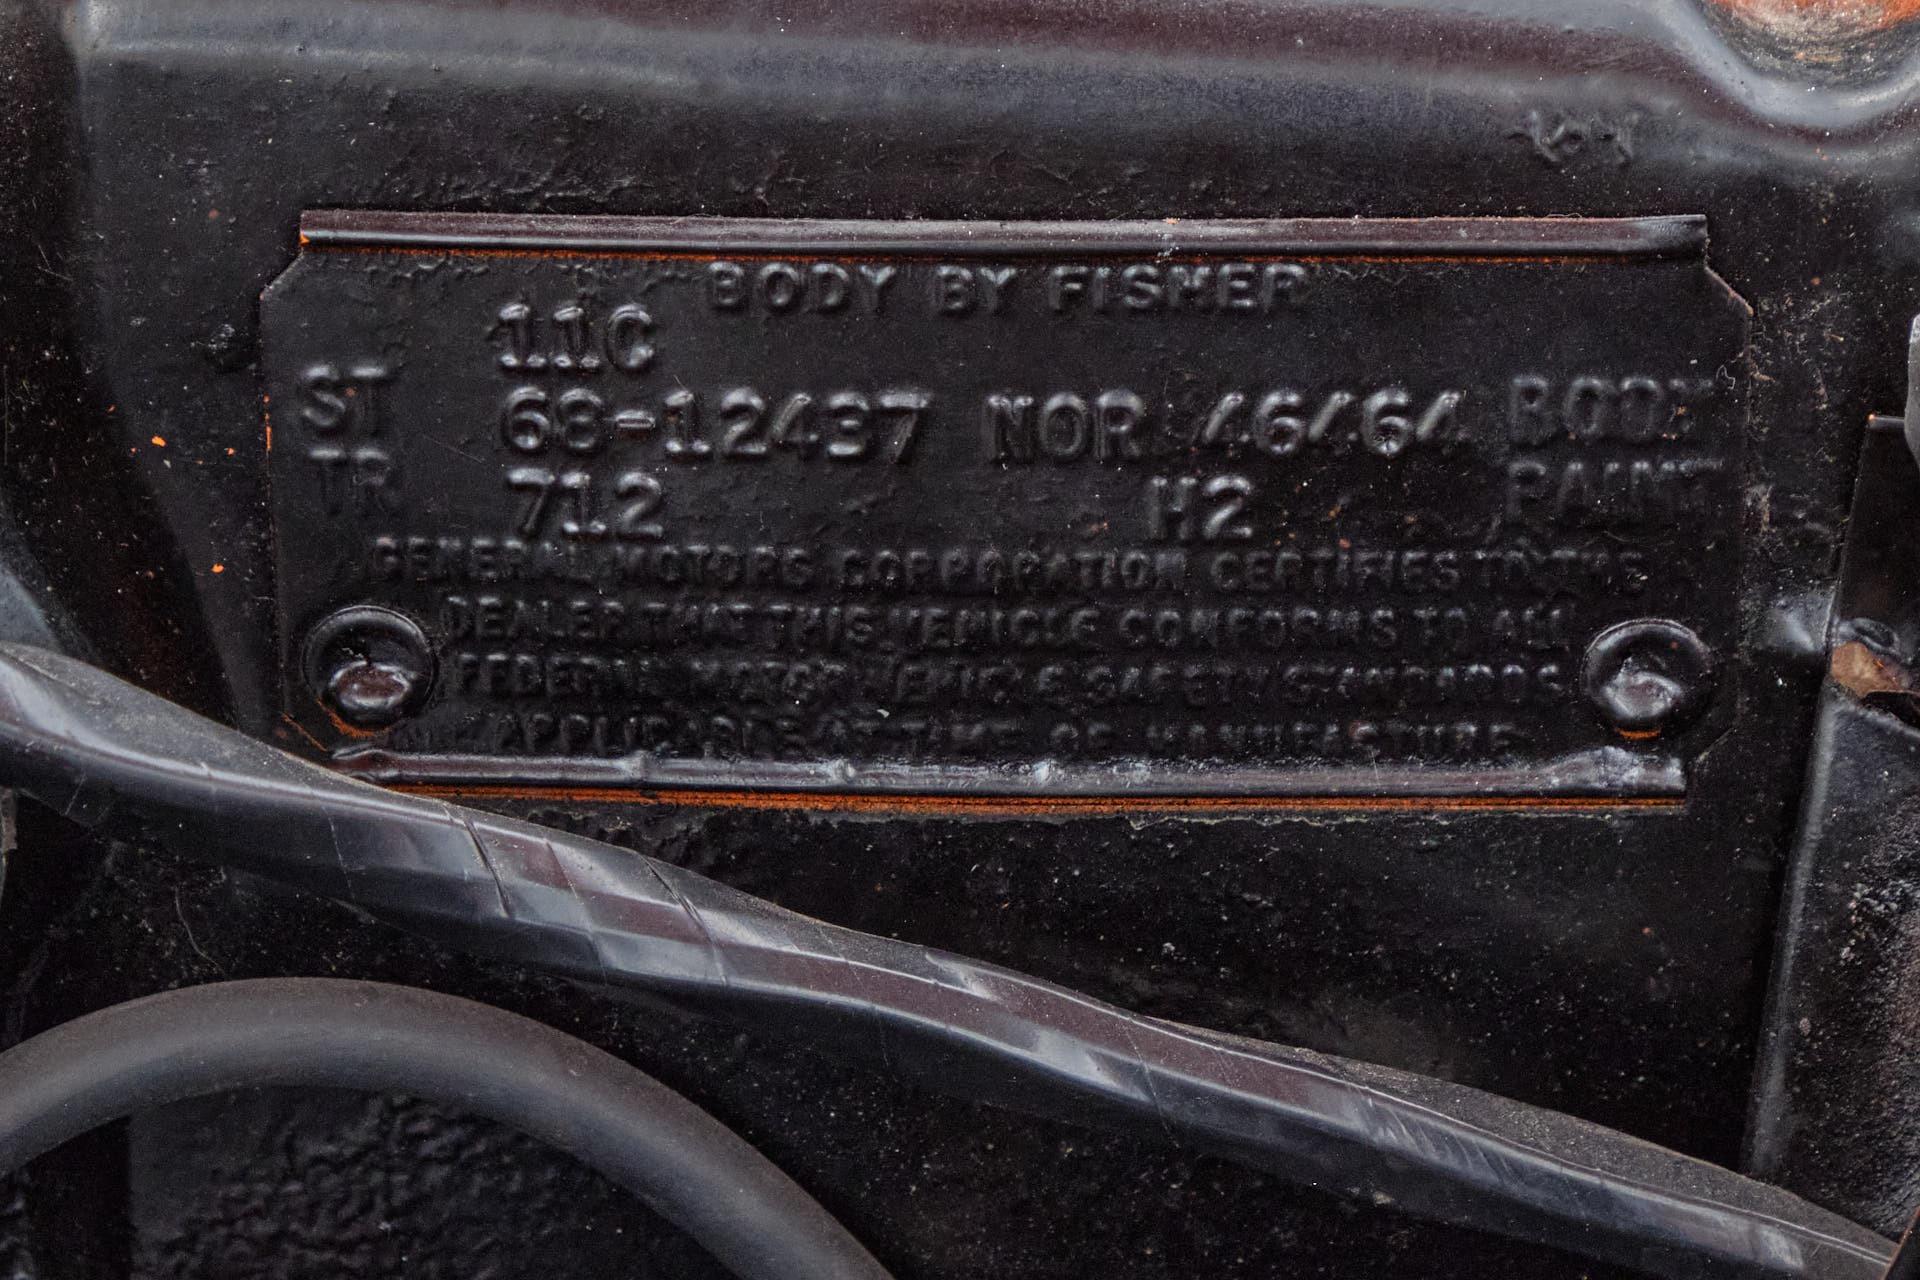 BODY BY FISHER
11C
ST 68-12437 NOR 46464 BODY
TR 712 H2 PAINT
GENERAL MOTORS CORPORATION CERTIFIES TO THE
DEALER THAT THIS VEHICLE CONFORMS TO ALL
FEDERAL MOTOR VEHICLE SAFETY STANDARDS
APPLICABLE AT TIME OF MANUFACTURE